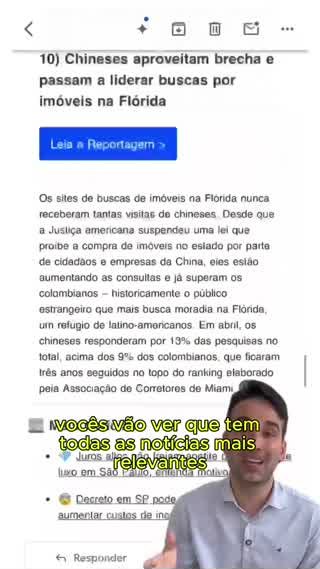 10) Chineses aproveitam brecha e
passam a liderar buscas por
imóveis na Flórida
Leia a Reportagem >
Os sites de buscas de imóveis na Flórida nunca
receberam tantas visitas de chineses. Desde que
a Justiça americana suspendeu uma lei que
proíbe a compra de imóveis no estado por parte
de cidadãos e empresas da China, eles estão
aumentando as consultas e já superam os
colombianos – historicamente o público
estrangeiro que mais busca moradia na Flórida,
um refúgio de latino-americanos. Em abril, os
chineses responderam por 13% das pesquisas no
total, acima dos 9% dos colombianos, que ficaram
três anos seguidos no topo do ranking elaborado
pela Associação de Corretores de Miami.
vocês vão ver que tem
todas as notícias mais
relevantes
Juros altos não freiam apetite
luxo em São Paulo, entenda motivo
Decreto em SP pode
aumentar custos de
Responder